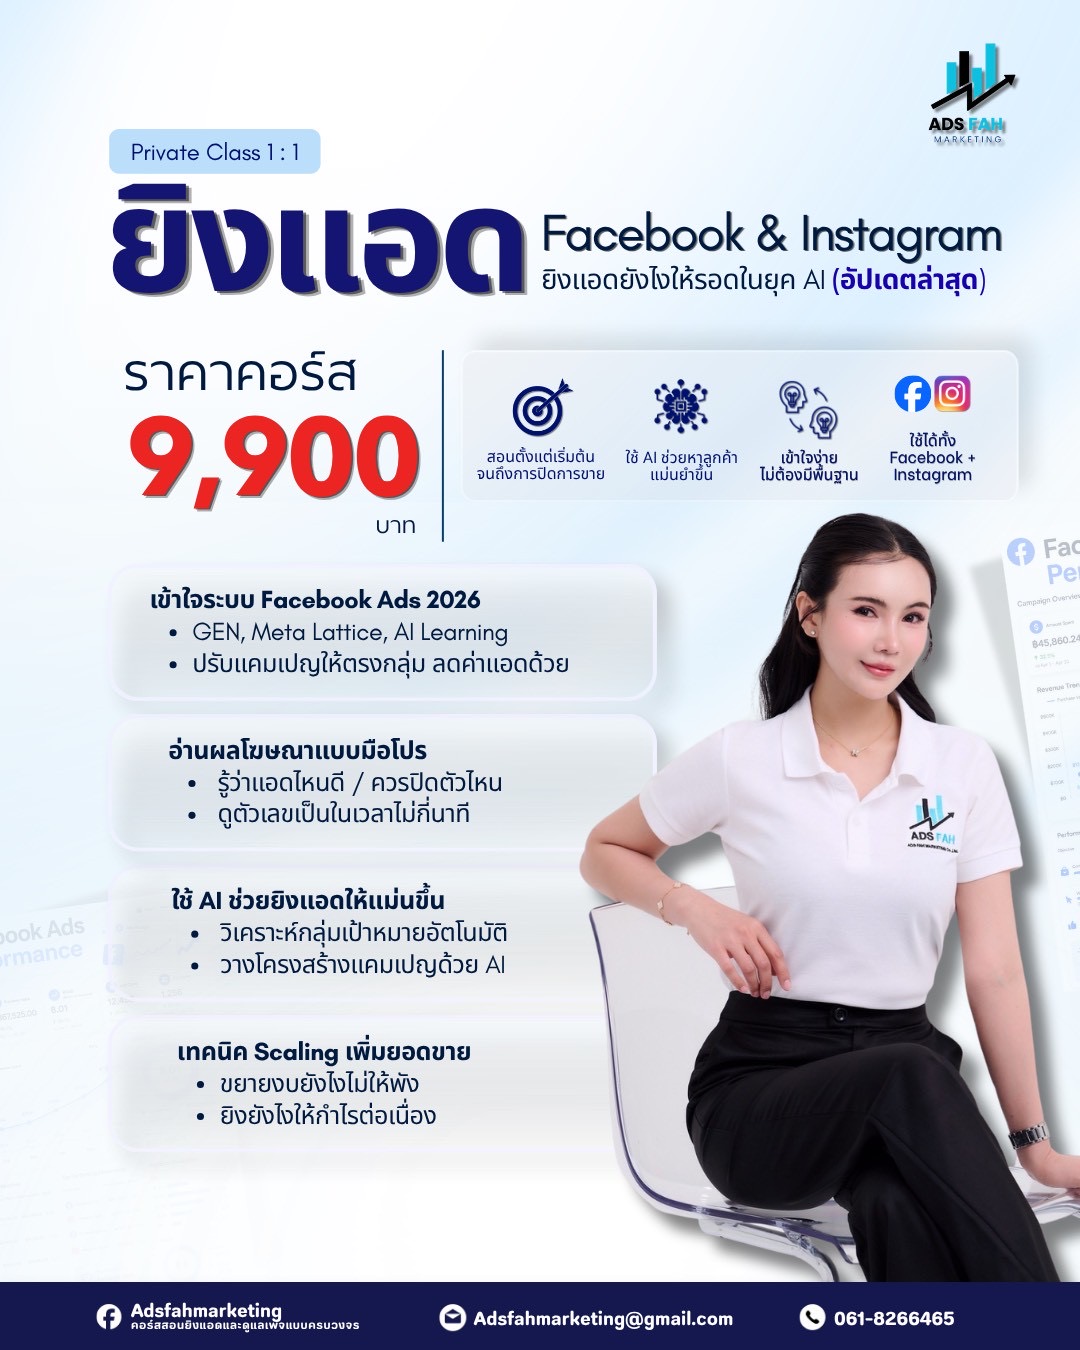 ADS FAH
MARKETING
Private Class 1 : 1
ยิงแอด
Facebook & Instagram
ยิงแอดยังไงให้รอดในยุค AI (อัปเดตล่าสุด)
ราคาคอร์ส
9,900
บาท
สอนตั้งแต่เริ่มต้น
จนถึงการปิดการขาย
ใช้ AI ช่วยหาลูกค้า
แม่นยำขึ้น
เข้าใจง่าย
ไม่ต้องมีพื้นฐาน
ใช้ได้ทั้ง
Facebook +
Instagram
เข้าใจระบบ Facebook Ads 2026
• GEN, Meta Lattice, AI Learning
• ปรับแคมเปญให้ตรงกลุ่ม ลดค่าแอดด้วย
อ่านผลโฆษณาแบบมือโปร
• รู้ว่าแอดไหนดี / ควรปิดตัวไหน
• ดูตัวเลขเป็นในเวลาไม่กี่นาที
ใช้ AI ช่วยยิงแอดให้แม่นขึ้น
• วิเคราะห์กลุ่มเป้าหมายอัตโนมัติ
• วางโครงสร้างแคมเปญด้วย AI
เทคนิค Scaling เพิ่มยอดขาย
• ขยายงบยังไงไม่ให้พัง
• ยิงยังไงให้กำไรต่อเนื่อง
ADS FAH
Fac
Per
Campaign Overview
฿45,860.24
Revenue Tren
ook Ads
ormance
Adsfahmarketing
คอร์สสอนยิงแอดและดูแลเพจแบบครบวงจร
Adsfahmarketing@gmail.com
061-8266465